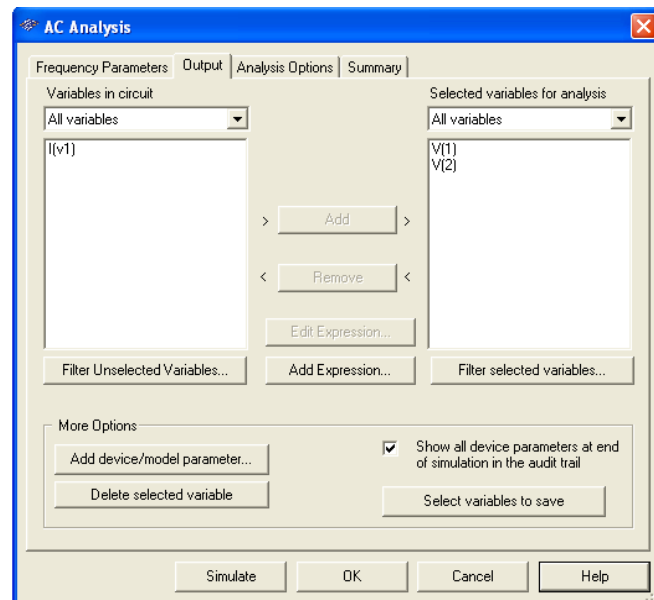 AC Analysis
Frequency Parameters Output Analysis Options Summary
Variables in circuit
Selected variables for analysis
All variables
All variables
I(v1)
V(1)
V(2)
> Add >
< Remove <
Edit Expression...
Filter Unselected Variables... Add Expression... Filter selected variables...
More Options
Add device/model parameter...
Show all device parameters at end
of simulation in the audit trail
Delete selected variable
Select variables to save
Simulate OK Cancel Help